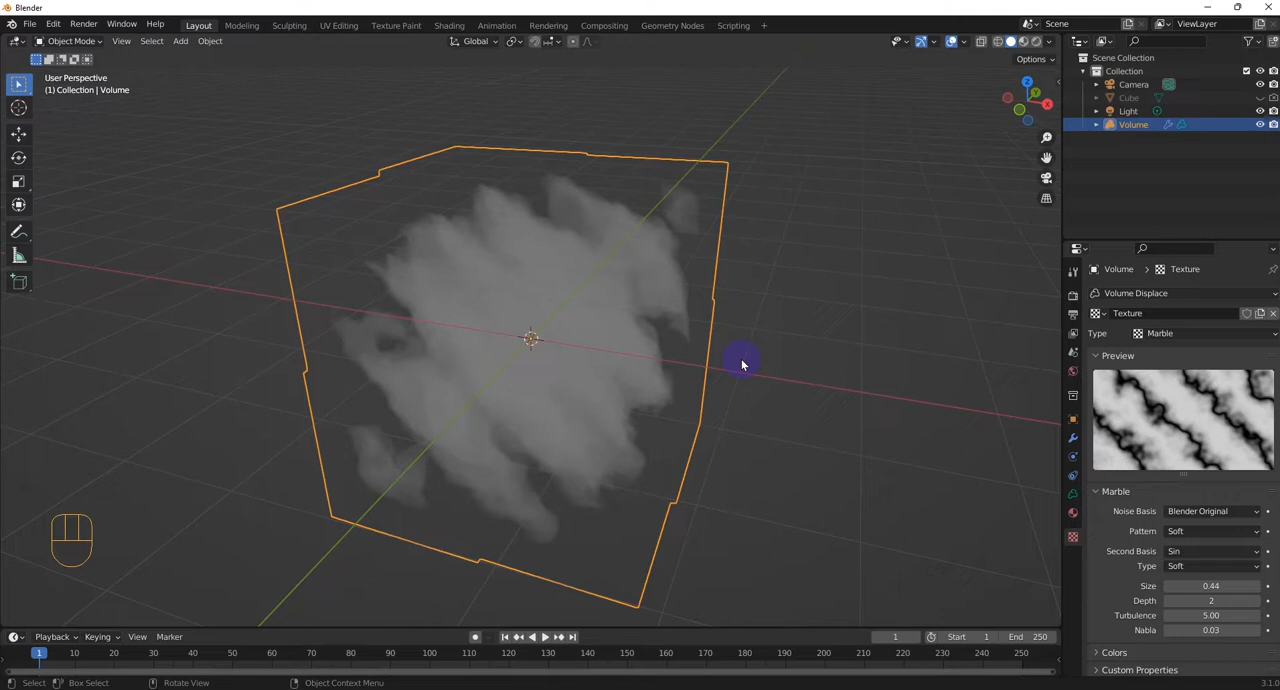 Blender
File Edit Render Window Help
Layout Modeling Sculpting UV Editing Texture Paint Shading Animation Rendering Compositing Geometry Nodes Scripting +
Scene
ViewLayer
Object Mode View Select Add Object
Global
Options
User Perspective
(1) Collection | Volume
Z
Y
X
Scene Collection
Collection
Camera
Cube
Light
Volume
Volume > Texture
Volume Displace
Texture
Type Marble
Preview
Marble
Noise Basis Blender Original
Pattern Soft
Second Basis Sin
Type Soft
Size 0.44
Depth 2
Turbulence 5.00
Nabla 0.03
Colors
Custom Properties
Playback Keying View Marker
1 Start 1 End 250
1 10 20 30 40 50 60 70 80 90 100 110 120 130 140 150 160 170 180 190 200 210 220 230 240 250
Select Box Select Rotate View Object Context Menu
3.1.0